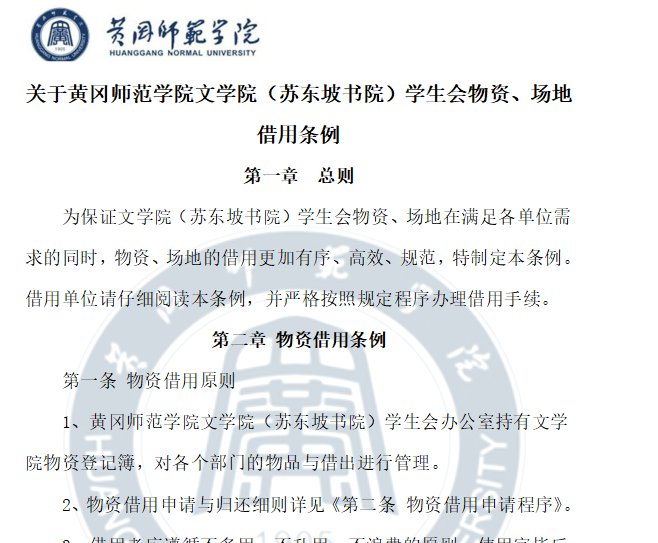 黄冈师范学院
HUANGGANG NORMAL UNIVERSITY
关于黄冈师范学院文学院（苏东坡书院）学生会物资、场地
借用条例
第一章 总则
为保证文学院（苏东坡书院）学生会物资、场地在满足各单位需
求的同时，物资、场地的借用更加有序、高效、规范，特制定本条例。
借用单位请仔细阅读本条例，并严格按照规定程序办理借用手续。
第二章 物资借用条例
第一条 物资借用原则
1、黄冈师范学院文学院（苏东坡书院）学生会办公室持有文学
院物资登记簿，对各个部门的物品与借出进行管理。
2、物资借用申请与归还细则详见《第二条 物资借用申请程序》。